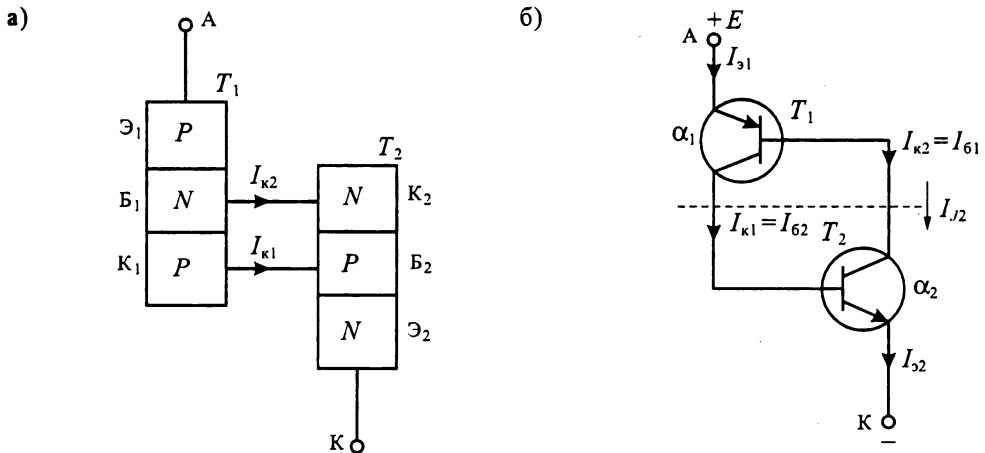 а)
A
T₁
Э₁ P
Б₁ N
К₁ P
Iк2
Iк1
T₂
N К₂
P Б₂
N Э₂
К
б)
+E
A
Iэ1
α₁
T₁
Iк2 = Iб1
IJ2
Iк1 = Iб2
T₂
α₂
Iэ2
К
–